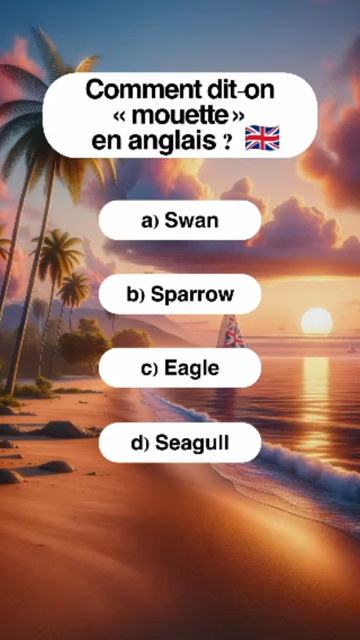 Comment dit-on
« mouette »
en anglais ? 🇬🇧
a) Swan
b) Sparrow
c) Eagle
d) Seagull